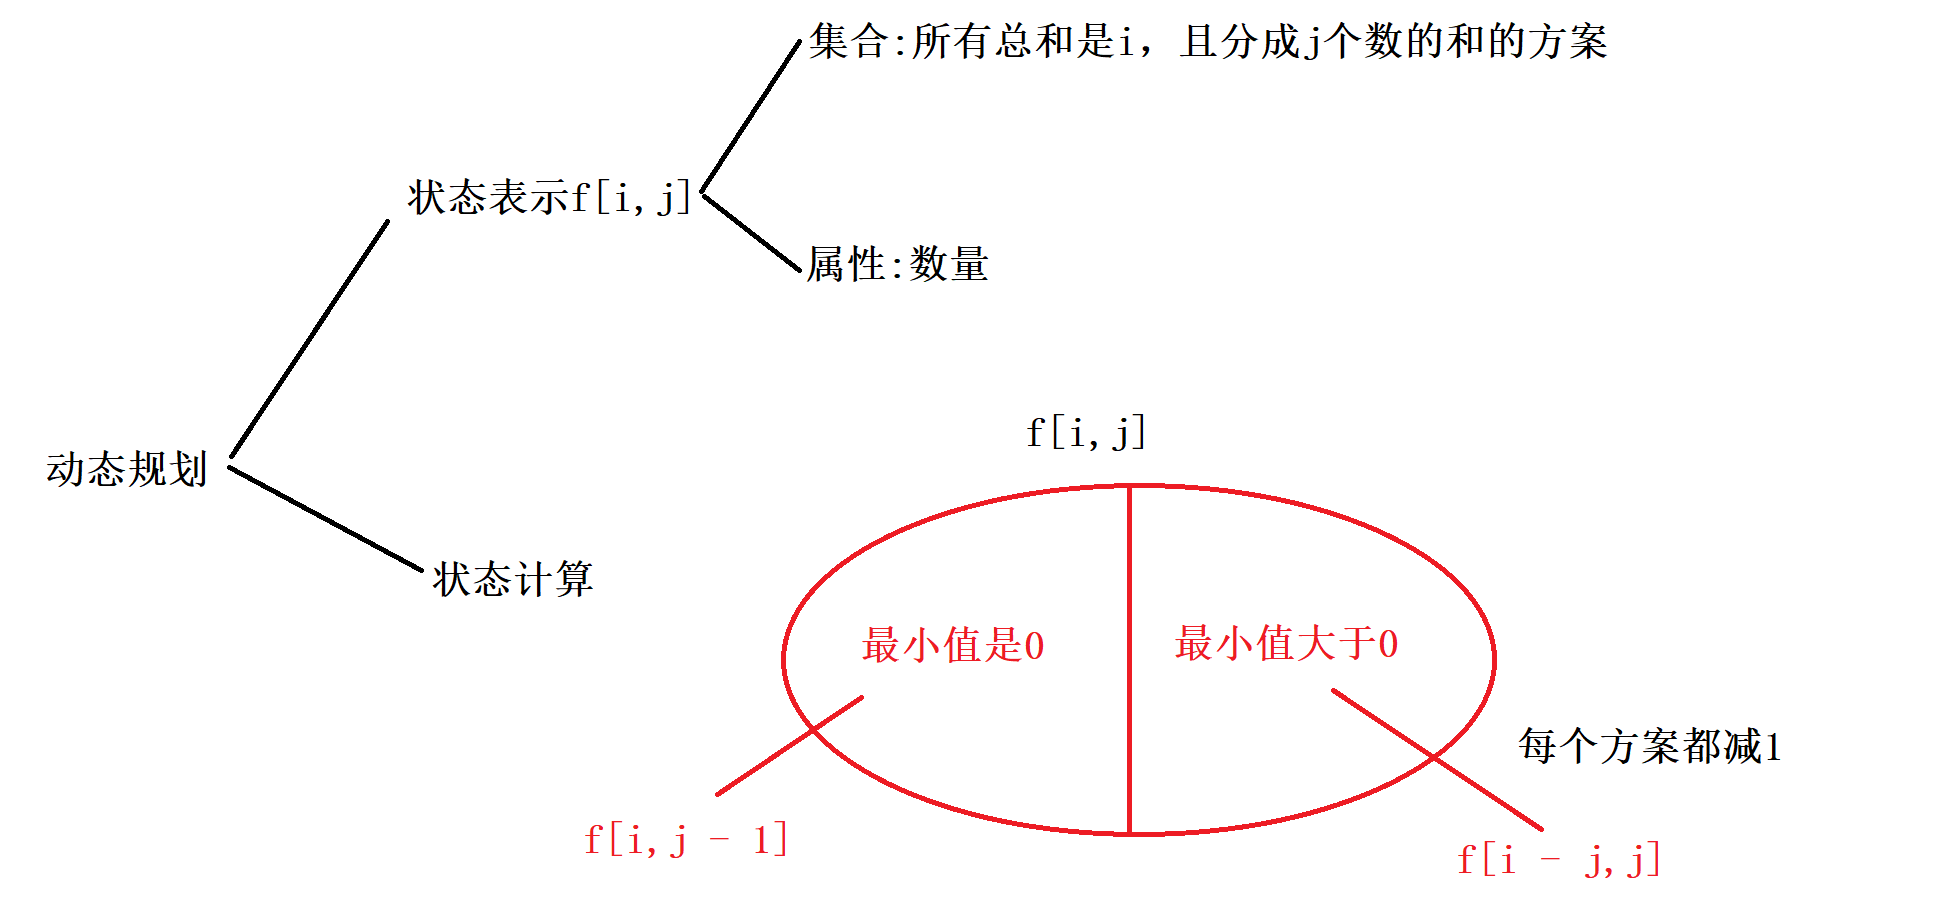 集合:所有总和是i，且分成j个数的和的方案
状态表示f[i,j]
属性:数量
f[i,j]
动态规划
状态计算
最小值是0
最小值大于0
每个方案都减1
f[i,j - 1]
f[i - j,j]